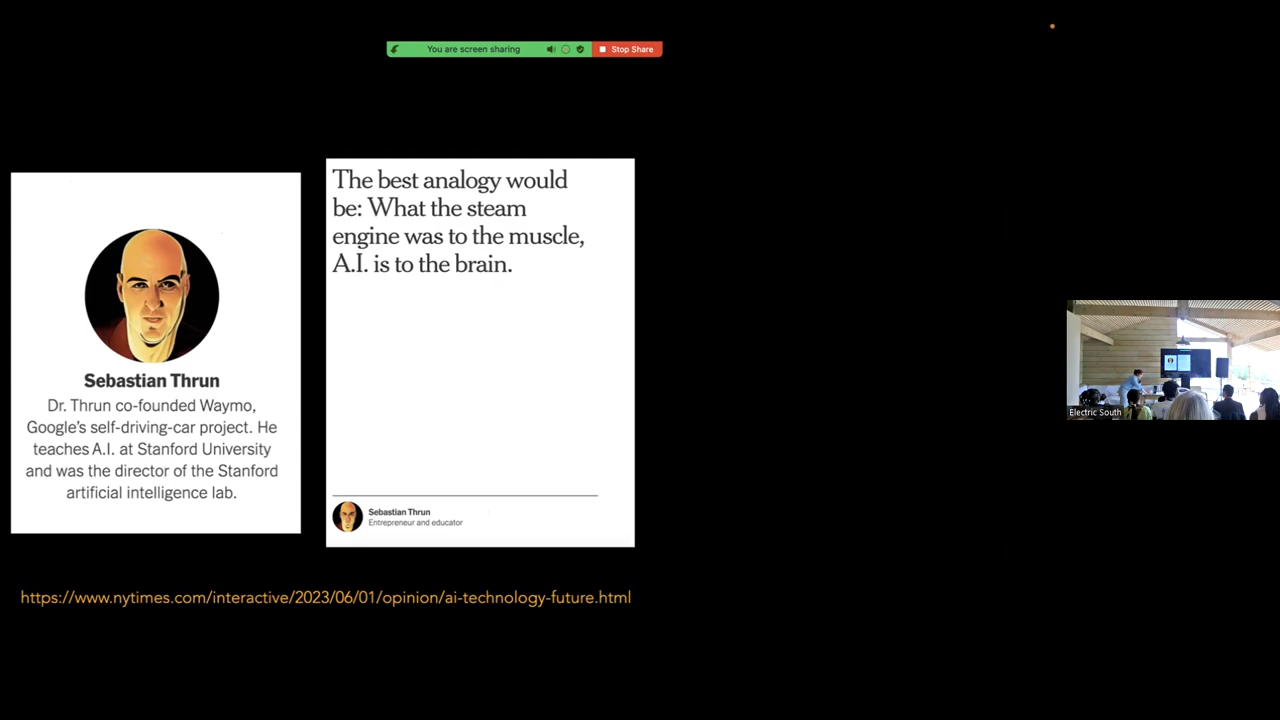 You are screen sharing
Stop Share
The best analogy would
be: What the steam
engine was to the muscle,
A.I. is to the brain.
Sebastian Thrun
Dr. Thrun co-founded Waymo,
Google's self-driving-car project. He
teaches A.I. at Stanford University
and was the director of the Stanford
artificial intelligence lab.
Sebastian Thrun
Entrepreneur and educator
https://www.nytimes.com/interactive/2023/06/01/opinion/ai-technology-future.html
Electric South